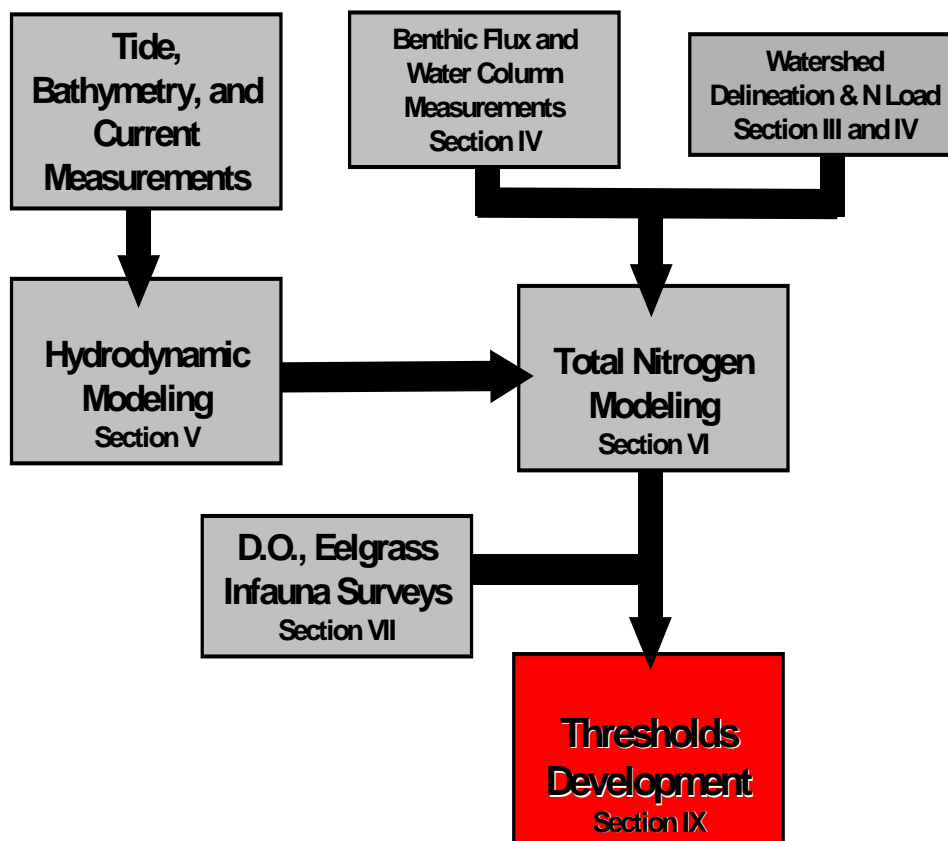 Tide,
Bathymetry, and
Current
Measurements
Benthic Flux and
Water Column
Measurements
Section IV
Watershed
Delineation & N Load
Section III and IV
Hydrodynamic
Modeling
Section V
Total Nitrogen
Modeling
Section VI
D.O., Eelgrass
Infauna Surveys
Section VII
Thresholds
Development
Section IX